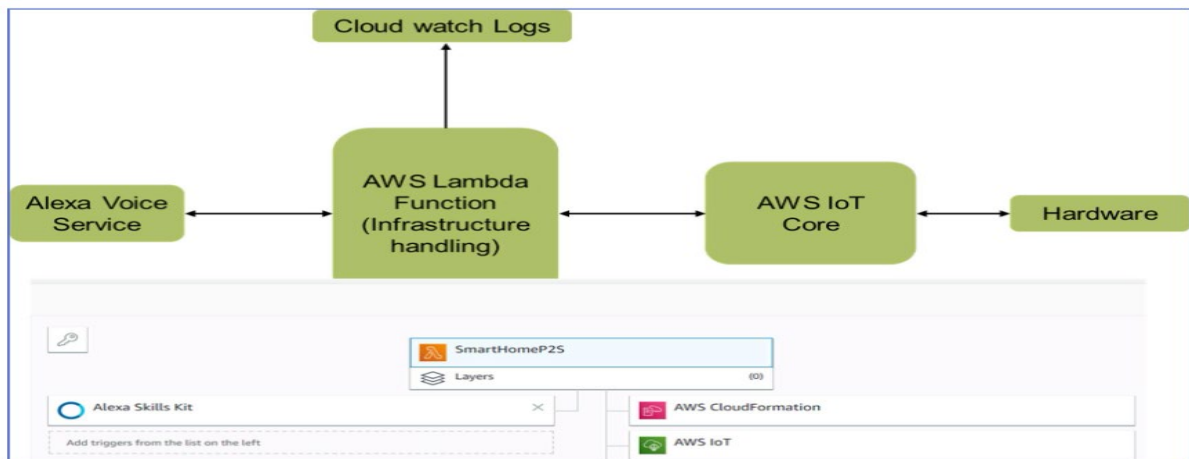 Cloud watch Logs
Alexa Voice
Service
AWS Lambda
Function
(Infrastructure
handling)
AWS IoT
Core
Hardware
SmartHomeP2S
Layers (0)
Alexa Skills Kit
Add triggers from the list on the left
AWS CloudFormation
AWS IoT